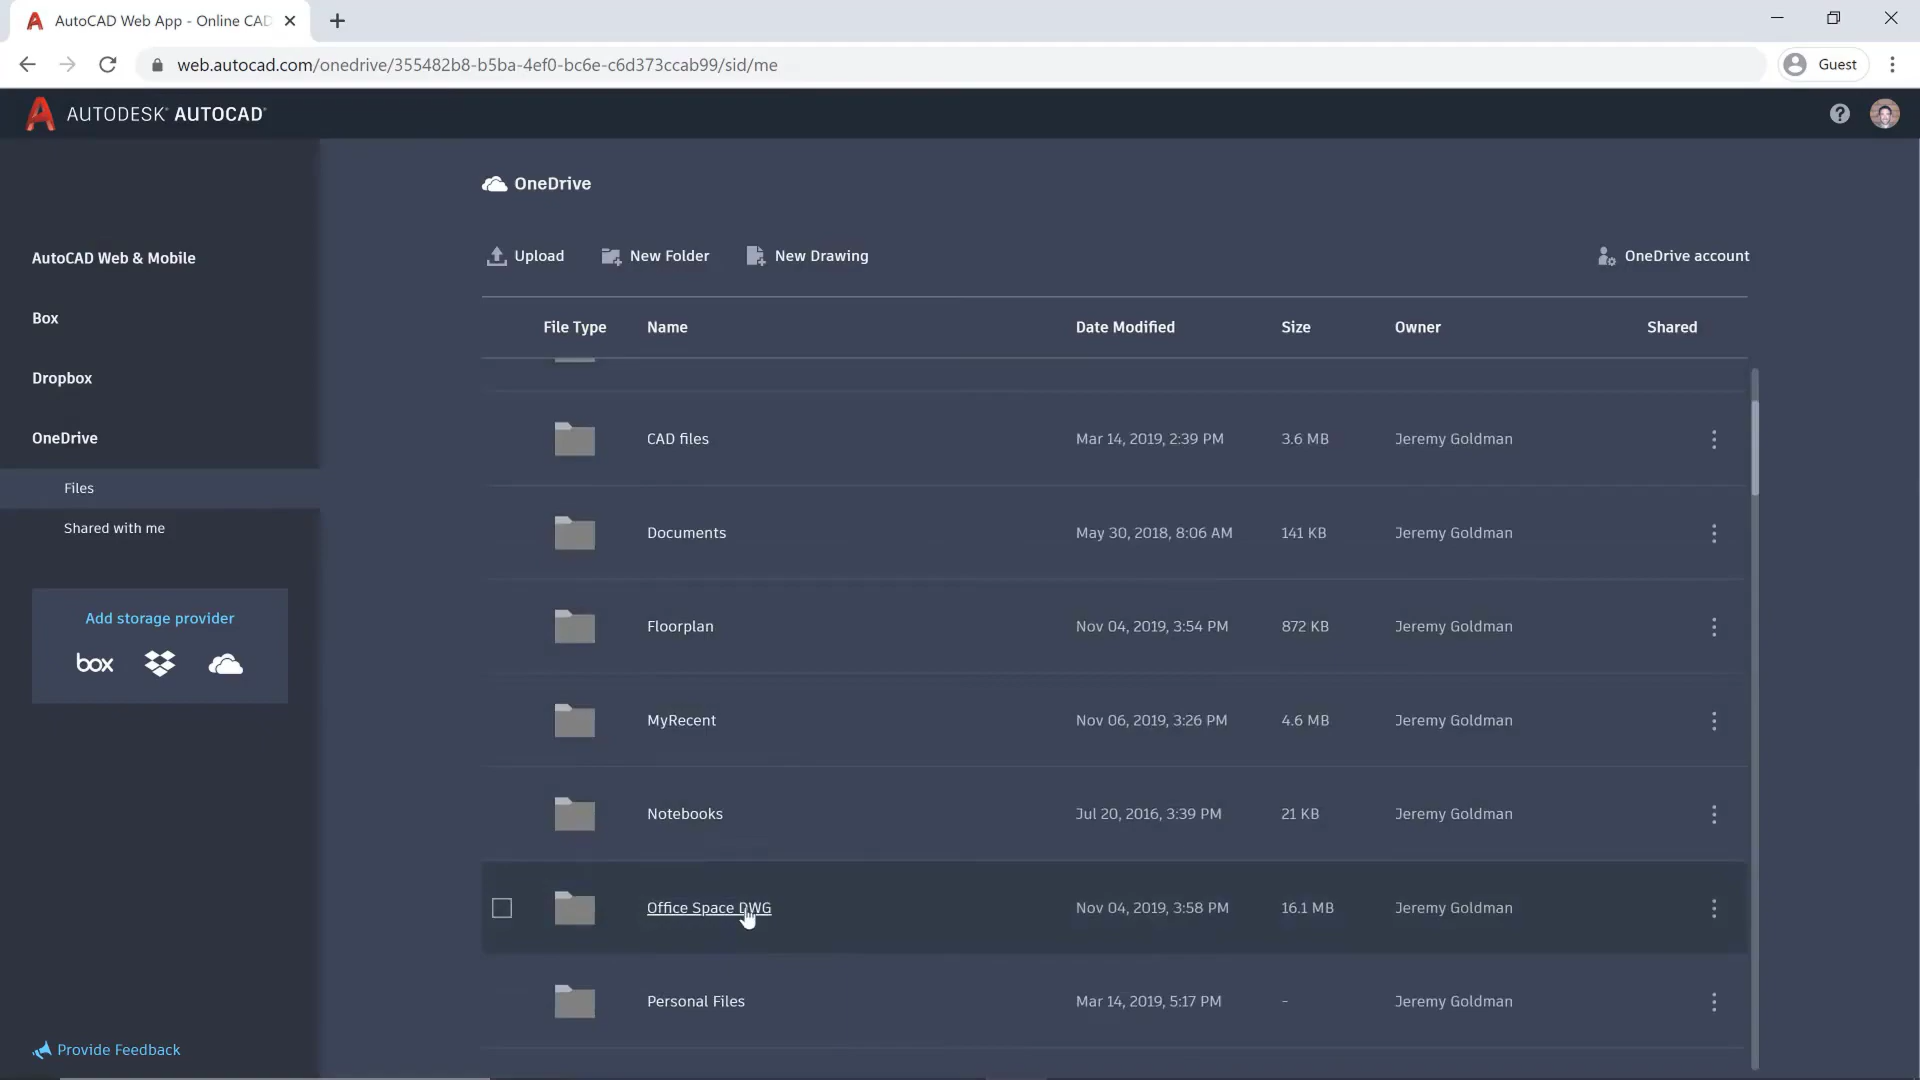 AutoCAD Web App - Online CAD
web.autocad.com/onedrive/355482b8-b5ba-4ef0-bc6e-c6d373ccab99/sid/me
Guest
AUTODESK® AUTOCAD®
OneDrive
Upload
New Folder
New Drawing
OneDrive account
AutoCAD Web & Mobile
Box
Dropbox
OneDrive
Files
Shared with me
Add storage provider
box
Provide Feedback
File Type Name Date Modified Size Owner Shared
CAD files Mar 14, 2019, 2:39 PM 3.6 MB Jeremy Goldman
Documents May 30, 2018, 8:06 AM 141 KB Jeremy Goldman
Floorplan Nov 04, 2019, 3:54 PM 872 KB Jeremy Goldman
MyRecent Nov 06, 2019, 3:26 PM 4.6 MB Jeremy Goldman
Notebooks Jul 20, 2016, 3:39 PM 21 KB Jeremy Goldman
Office Space DWG Nov 04, 2019, 3:58 PM 16.1 MB Jeremy Goldman
Personal Files Mar 14, 2019, 5:17 PM - Jeremy Goldman